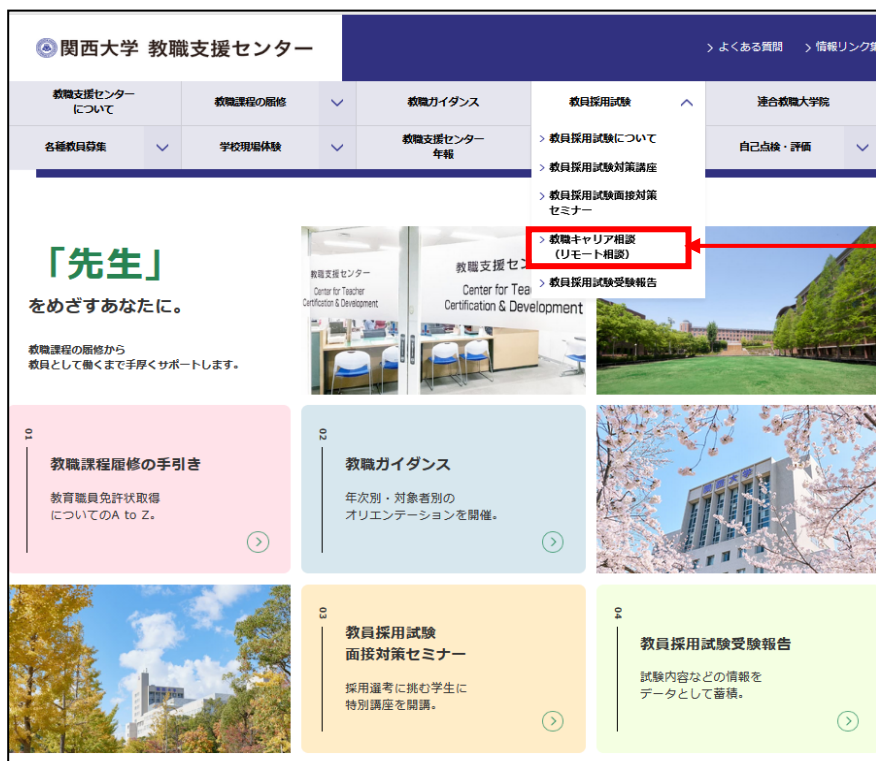 関西大学 教職支援センター
> よくある質問 > 情報リンク集
教職支援センター
について
教職課程の履修
教職ガイダンス
教員採用試験
連合教職大学院
各種教員募集
学校現場体験
教職支援センター
年報
自己点検・評価
> 教員採用試験について
> 教員採用試験対策講座
> 教員採用試験面接対策
セミナー
> 教職キャリア相談
（リモート相談）
> 教員採用試験受験報告
「先生」
をめざすあなたに。
教職課程の履修から
教員として働くまで手厚くサポートします。
教職支援センター
Center for Teacher
Certification & Development
教職支援セン
Center for Tea
Certification & Development
01
教職課程履修の手引き
教育職員免許状取得
についてのA to Z。
02
教職ガイダンス
年次別・対象者別の
オリエンテーションを開催。
関西大学
03
教員採用試験
面接対策セミナー
採用選考に挑む学生に
特別講座を開講。
04
教員採用試験受験報告
試験内容などの情報を
データとして蓄積。